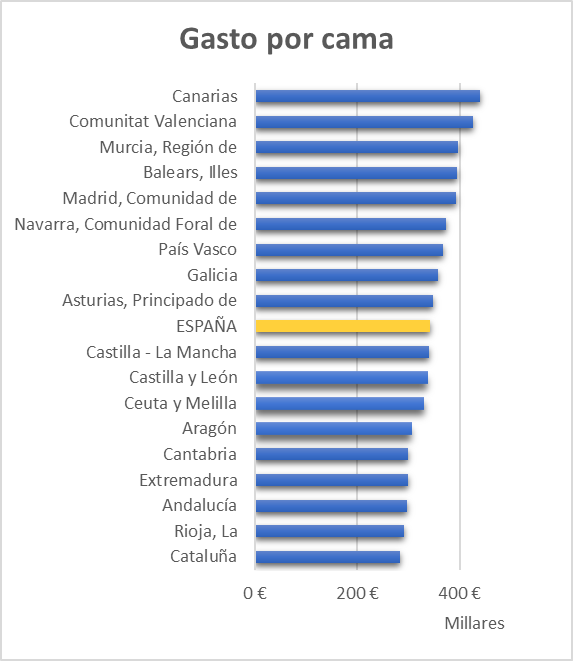 Gasto por cama
Canarias
Comunitat Valenciana
Murcia, Región de
Balears, Illes
Madrid, Comunidad de
Navarra, Comunidad Foral de
País Vasco
Galicia
Asturias, Principado de
ESPAÑA
Castilla - La Mancha
Castilla y León
Ceuta y Melilla
Aragón
Cantabria
Extremadura
Andalucía
Rioja, La
Cataluña
0 € 200 € 400 €
Millares